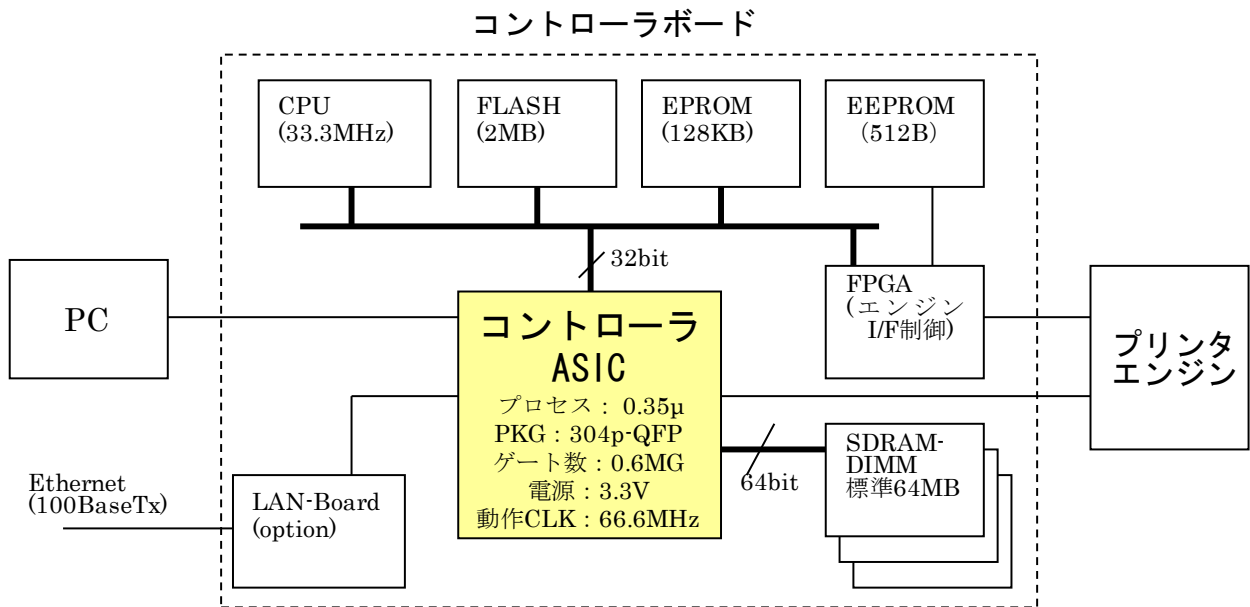 コントローラボード
CPU
(33.3MHz)
FLASH
(2MB)
EPROM
(128KB)
EEPROM
(512B)
32bit
PC
FPGA
(エンジン
I/F制御)
プリンタ
エンジン
コントローラ
ASIC
プロセス： 0.35μ
PKG：304p-QFP
ゲート数：0.6MG
電源：3.3V
動作CLK：66.6MHz
64bit
SDRAM-
DIMM
標準64MB
Ethernet
(100BaseTx)
LAN-Board
(option)